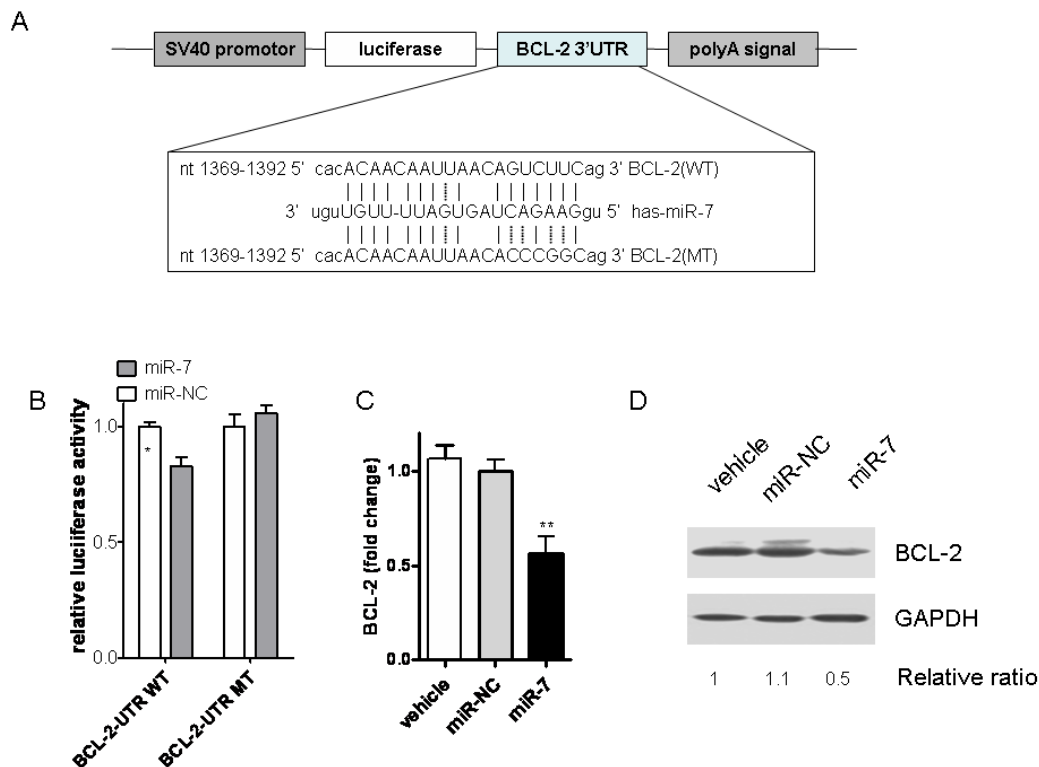 A
SV40 promotor luciferase BCL-2 3'UTR polyA signal
nt 1369-1392 5' cacACAACAAUUAACAGUCUUCag 3' BCL-2(WT)
3' uguUGUU-UUAGUGAUCAGAAGgu 5' has-miR-7
nt 1369-1392 5' cacACAACAAUUAACACCCGGCag 3' BCL-2(MT)
B
miR-7
miR-NC
relative luciiferase activity
1.0
0.5
0.0
*
BCL-2-UTR WT
BCL-2-UTR MT
C
BCL-2 (fold change)
1.0
0.5
0.0
**
vehicle
miR-NC
miR-7
D
vehicle miR-NC miR-7
BCL-2
GAPDH
1 1.1 0.5 Relative ratio